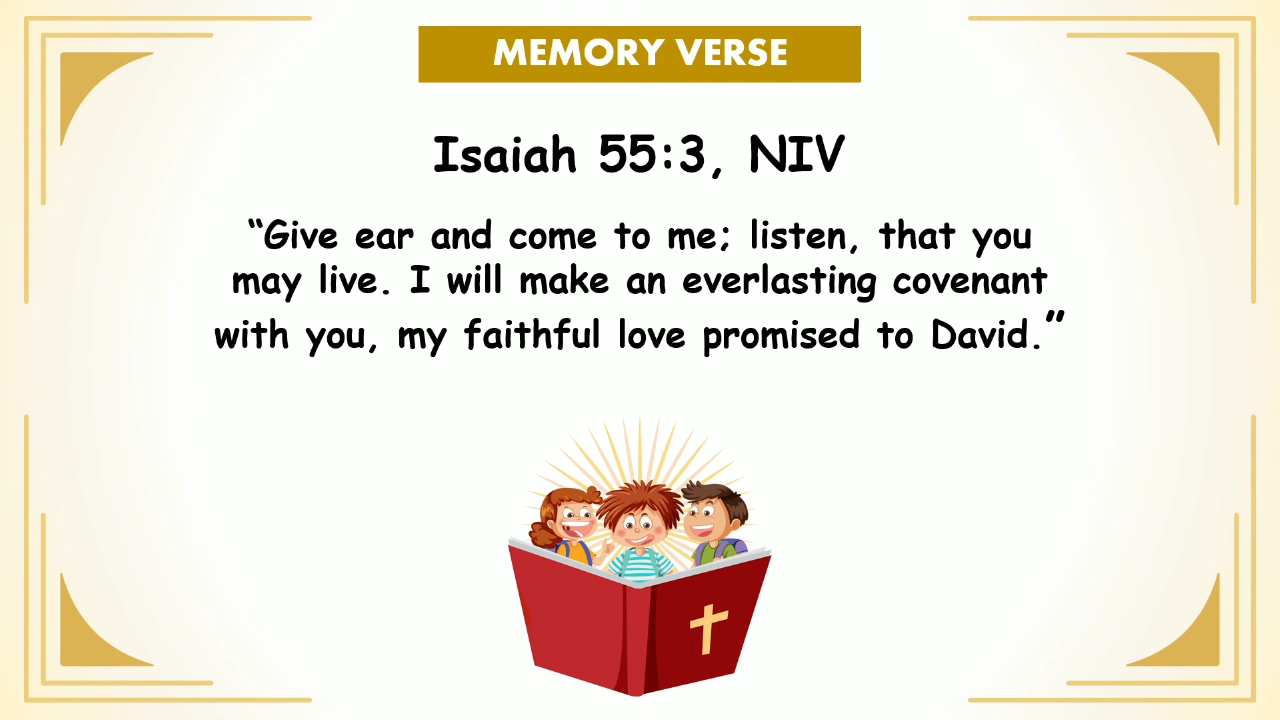 MEMORY VERSE
Isaiah 55:3, NIV
“Give ear and come to me; listen, that you
may live. I will make an everlasting covenant
with you, my faithful love promised to David.”